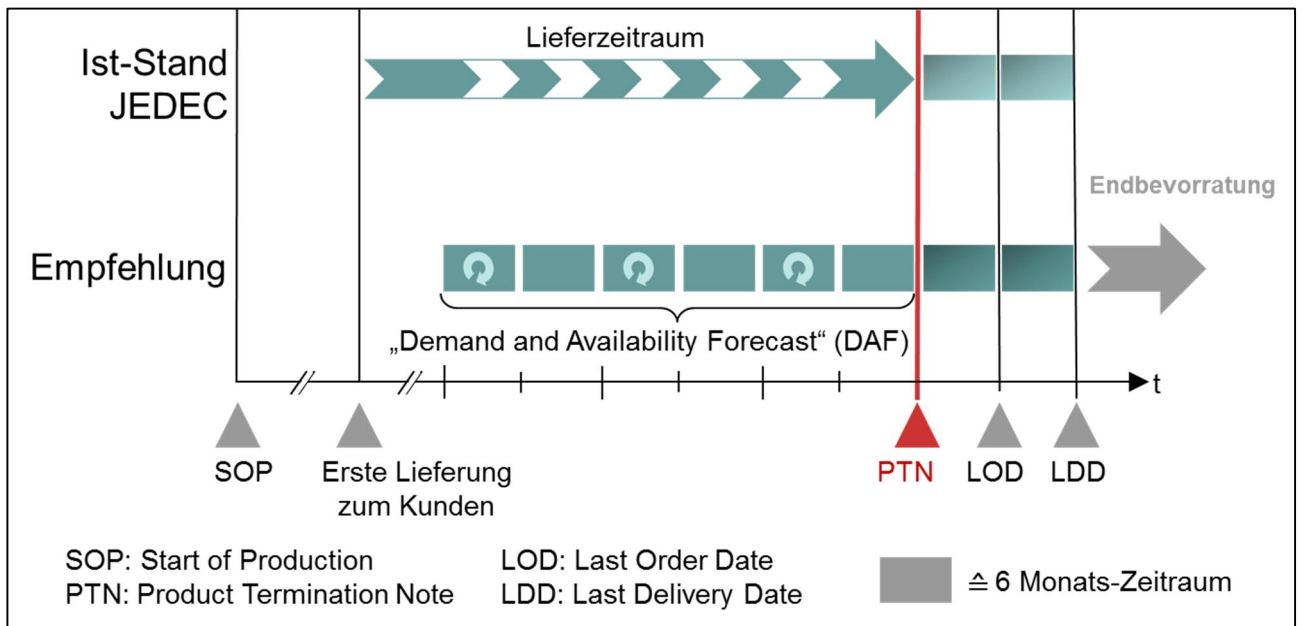 Lieferzeitraum
Ist-Stand
JEDEC
Endbevorratung
Empfehlung
„Demand and Availability Forecast“ (DAF)
t
SOP
Erste Lieferung
zum Kunden
PTN
LOD
LDD
SOP: Start of Production
LOD: Last Order Date
PTN: Product Termination Note
LDD: Last Delivery Date
≙ 6 Monats-Zeitraum